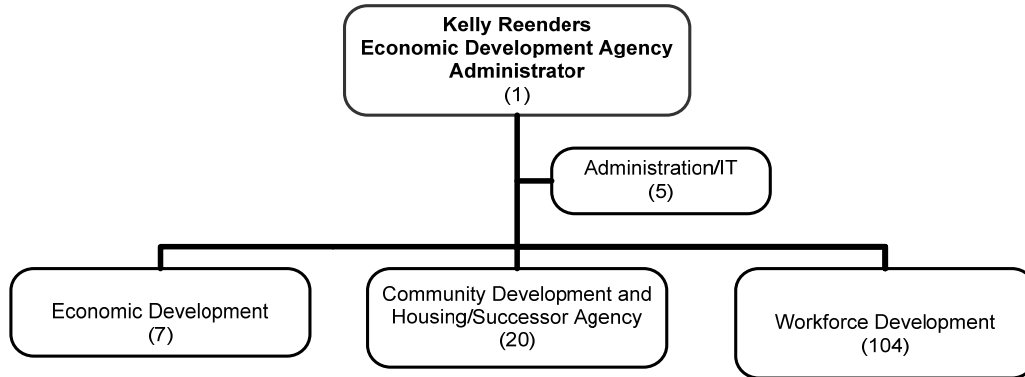 Kelly Reenders
Economic Development Agency
Administrator
(1)
Administration/IT
(5)
Economic Development
(7)
Community Development and
Housing/Successor Agency
(20)
Workforce Development
(104)